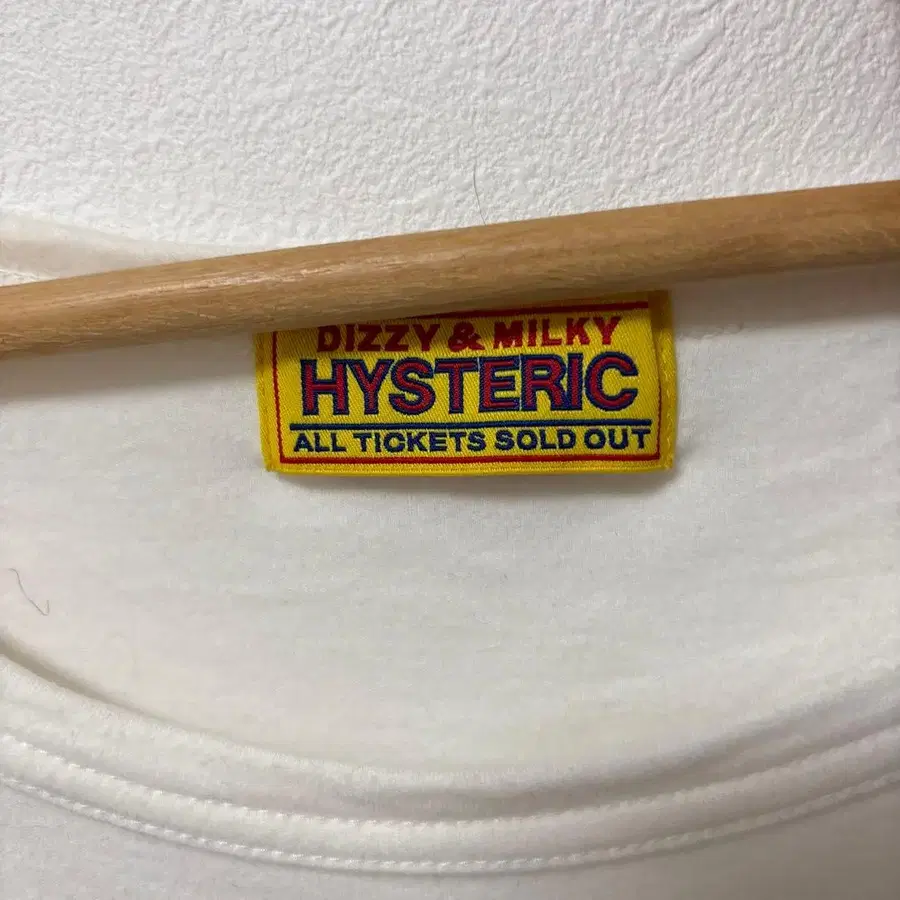 DIZZY & MILKY
HYSTERIC
ALL TICKETS SOLD OUT